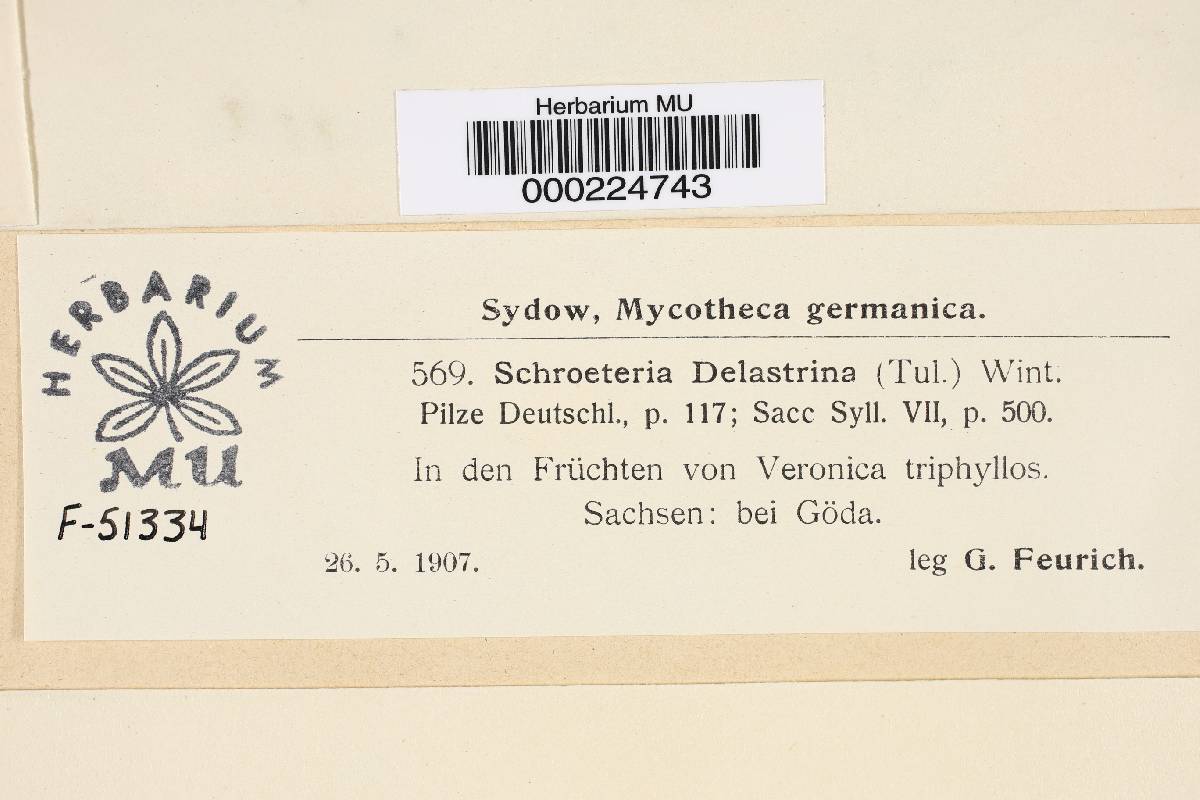 Herbarium MU
000224743
HERBARIUM
MU
F-51334
Sydow, Mycotheca germanica.
569. Schroeteria Delastrina (Tul.) Wint.
Pilze Deutschl., p. 117; Sacc Syll. VII, p. 500.
In den Früchten von Veronica triphyllos.
Sachsen: bei Göda.
26. 5. 1907. leg G. Feurich.